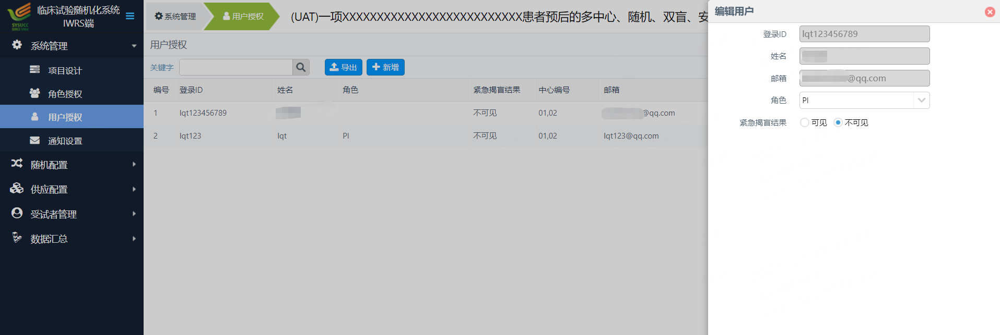 SYSUCC
SINCE 1964
临床试验随机化系统
IWRS端
系统管理
项目设计
角色授权
用户授权
通知设置
随机配置
供应配置
受试者管理
数据汇总
系统管理 用户授权 (UAT)一项XXXXXXXXXXXXXXXXXXXXXXXXXX患者预后的多中心、随机、双盲、安
用户授权
关键字 导出 新增
编号 登录ID 姓名 角色 紧急揭盲结果 中心编号 邮箱
1 lqt123456789 不可见 01,02 @qq.com
2 lqt123 lqt PI 不可见 01,02 lqt123@qq.com
编辑用户
登录ID lqt123456789
姓名
邮箱 @qq.com
角色 PI
紧急揭盲结果 可见 不可见